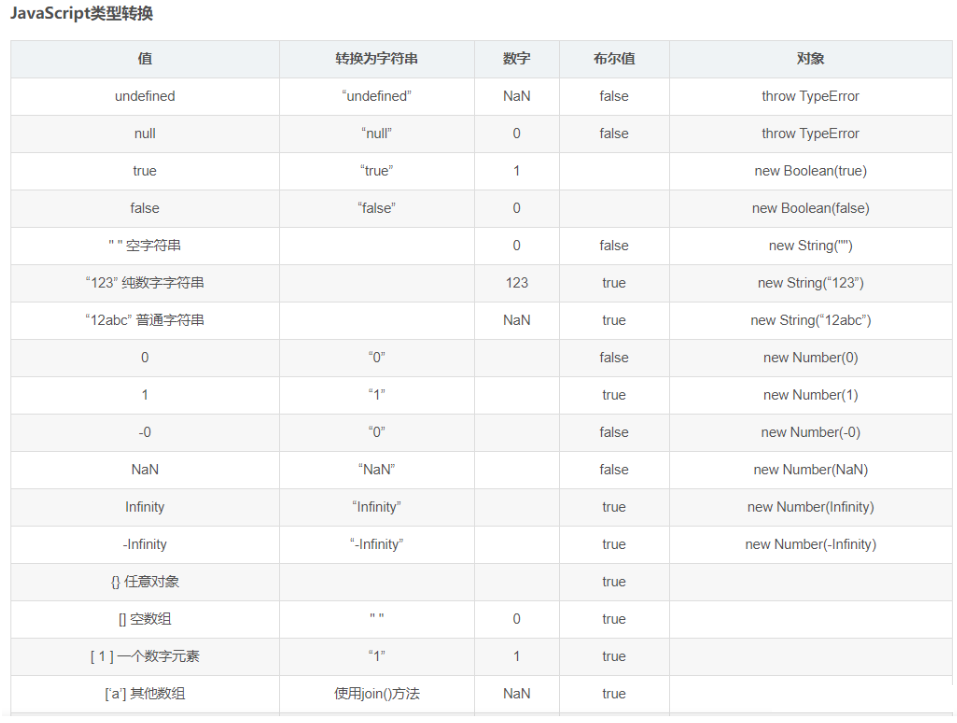 JavaScript类型转换
值 转换为字符串 数字 布尔值 对象
undefined “undefined” NaN false throw TypeError
null “null” 0 false throw TypeError
true “true” 1 new Boolean(true)
false “false” 0 new Boolean(false)
" " 空字符串 0 false new String("")
“123” 纯数字字符串 123 true new String(“123”)
“12abc” 普通字符串 NaN true new String(“12abc”)
0 “0” false new Number(0)
1 “1” true new Number(1)
-0 “0” false new Number(-0)
NaN “NaN” false new Number(NaN)
Infinity “Infinity” true new Number(Infinity)
-Infinity “-Infinity” true new Number(-Infinity)
{} 任意对象 true
[] 空数组 " " 0 true
[ 1 ] 一个数字元素 “1” 1 true
[‘a’] 其他数组 使用join()方法 NaN true